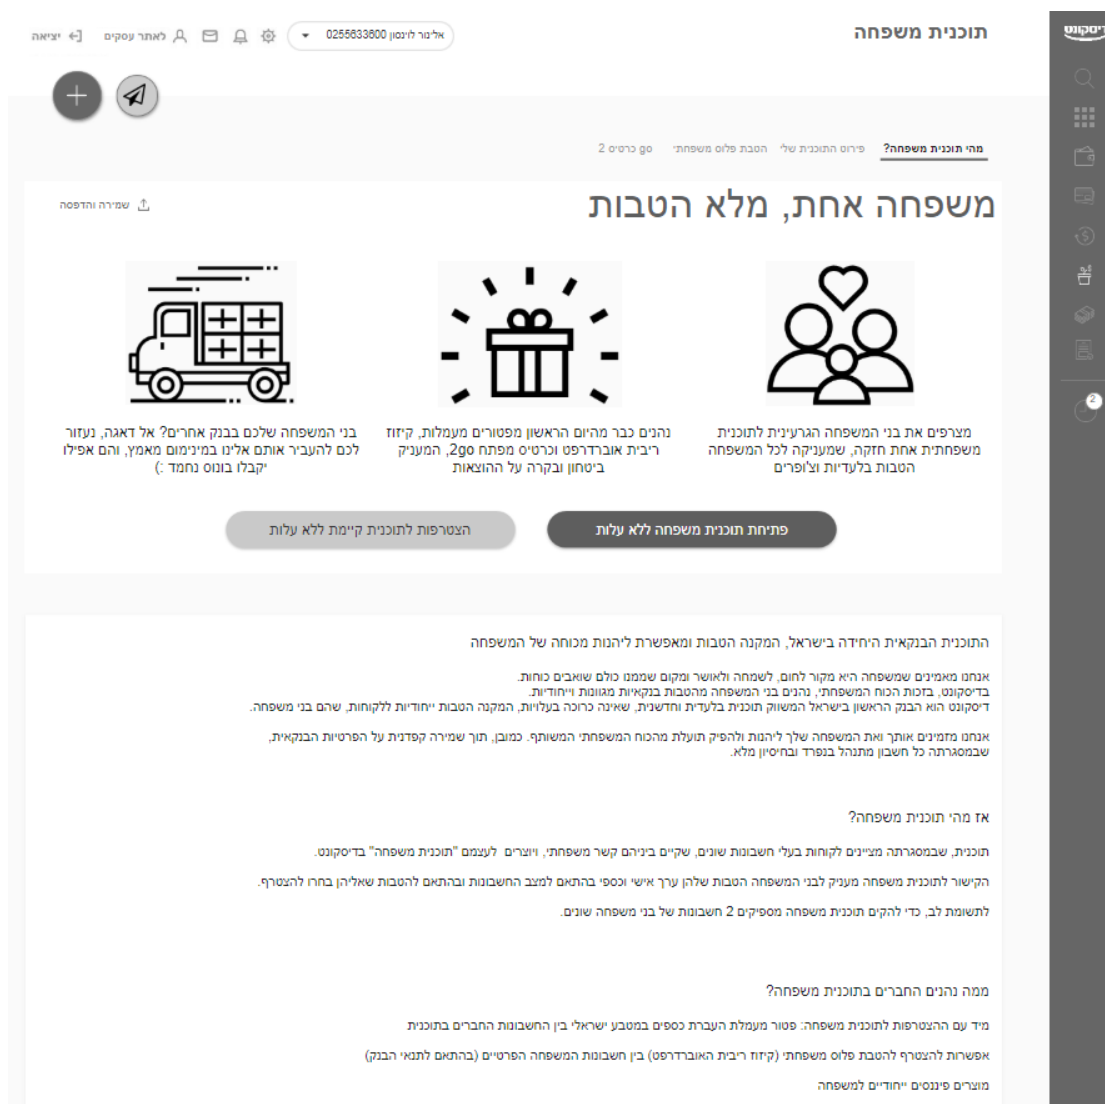 דיסקונט
תוכנית משפחה
אלינור לוינסון 0255633600
לאתר עסקים
יציאה
2
מהי תוכנית משפחה?
פירוט התוכנית שלי
הטבת פלוס משפחתי
go כרטיס 2
משפחה אחת, מלא הטבות
שמירה והדפסה
מצרפים את בני המשפחה הגרעינית לתוכנית
משפחתית אחת חזקה, שמעניקה לכל המשפחה
הטבות בלעדיות וצ'ופרים
נהנים כבר מהיום הראשון מפטורים מעמלות, קיזוז
ריבית אוברדרפט וכרטיס מפתח 2go, המעניק
ביטחון ובקרה על ההוצאות
בני המשפחה שלכם בבנק אחרים? אל דאגה, נעזור
לכם להעביר אותם אלינו במינימום מאמץ, והם אפילו
יקבלו בונוס נחמד :)
פתיחת תוכנית משפחה ללא עלות
הצטרפות לתוכנית קיימת ללא עלות
התוכנית הבנקאית היחידה בישראל, המקנה הטבות ומאפשרת ליהנות מכוחה של המשפחה
אנחנו מאמינים שמשפחה היא מקור לחום, לשמחה ולאושר ומקום שממנו כולם שואבים כוחות.
בדיסקונט, בזכות הכוח המשפחתי, נהנים בני המשפחה מהטבות בנקאיות מגוונות וייחודיות.
דיסקונט הוא הבנק הראשון בישראל המשווק תוכנית בלעדית וחדשנית, שאינה כרוכה בעלויות, המקנה הטבות ייחודיות ללקוחות, שהם בני משפחה.
אנחנו מזמינים אותך ואת המשפחה שלך ליהנות ולהפיק תועלת מהכוח המשפחתי המשותף. כמובן, תוך שמירה קפדנית על הפרטיות הבנקאית,
שבמסגרתה כל חשבון מתנהל בנפרד ובחיסיון מלא.
אז מהי תוכנית משפחה?
תוכנית, שבמסגרתה מציינים לקוחות בעלי חשבונות שונים, שקיים ביניהם קשר משפחתי, ויוצרים לעצמם "תוכנית משפחה" בדיסקונט.
הקישור לתוכנית משפחה מעניק לבני המשפחה הטבות שלהן ערך אישי וכספי בהתאם למצב החשבונות ובהתאם להטבות שאליהן בחרו להצטרף.
לתשומת לב, כדי להקים תוכנית משפחה מספיקים 2 חשבונות של בני משפחה שונים.
ממה נהנים החברים בתוכנית משפחה?
מיד עם ההצטרפות לתוכנית משפחה: פטור מעמלת העברת כספים במטבע ישראלי בין החשבונות החברים בתוכנית
אפשרות להצטרף להטבת פלוס משפחתי (קיזוז ריבית האוברדרפט) בין חשבונות המשפחה הפרטיים (בהתאם לתנאי הבנק)
מוצרים פיננסים ייחודיים למשפחה